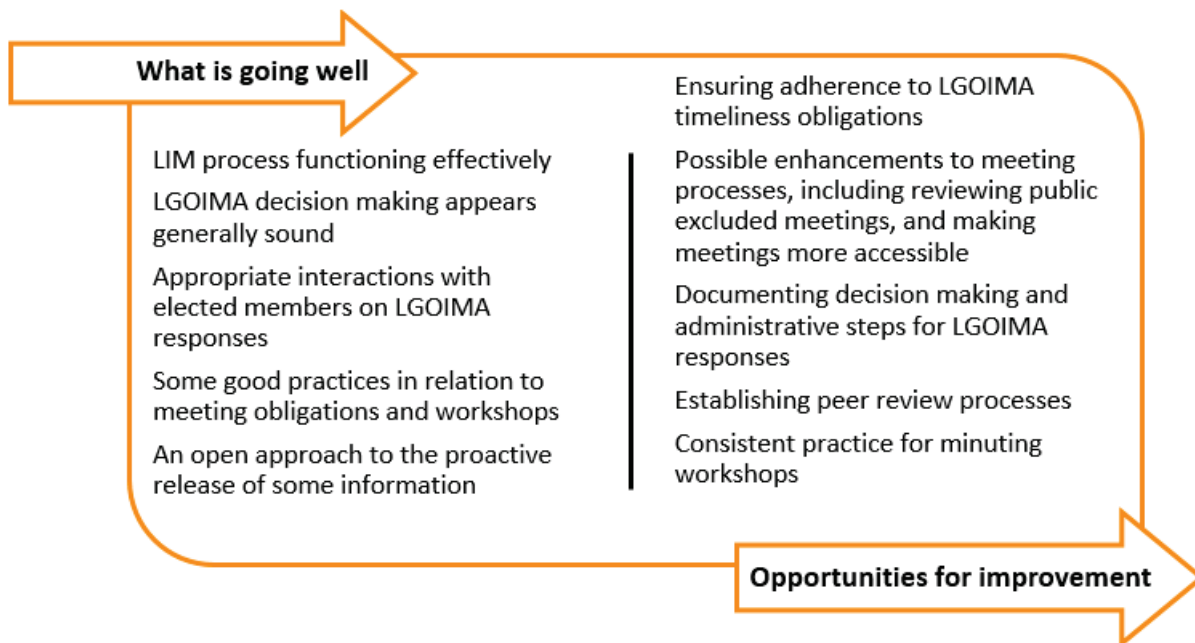 What is going well
LIM process functioning effectively
LGOIMA decision making appears
generally sound
Appropriate interactions with
elected members on LGOIMA
responses
Some good practices in relation to
meeting obligations and workshops
An open approach to the proactive
release of some information
Ensuring adherence to LGOIMA
timeliness obligations
Possible enhancements to meeting
processes, including reviewing public
excluded meetings, and making
meetings more accessible
Documenting decision making and
administrative steps for LGOIMA
responses
Establishing peer review processes
Consistent practice for minuting
workshops
Opportunities for improvement